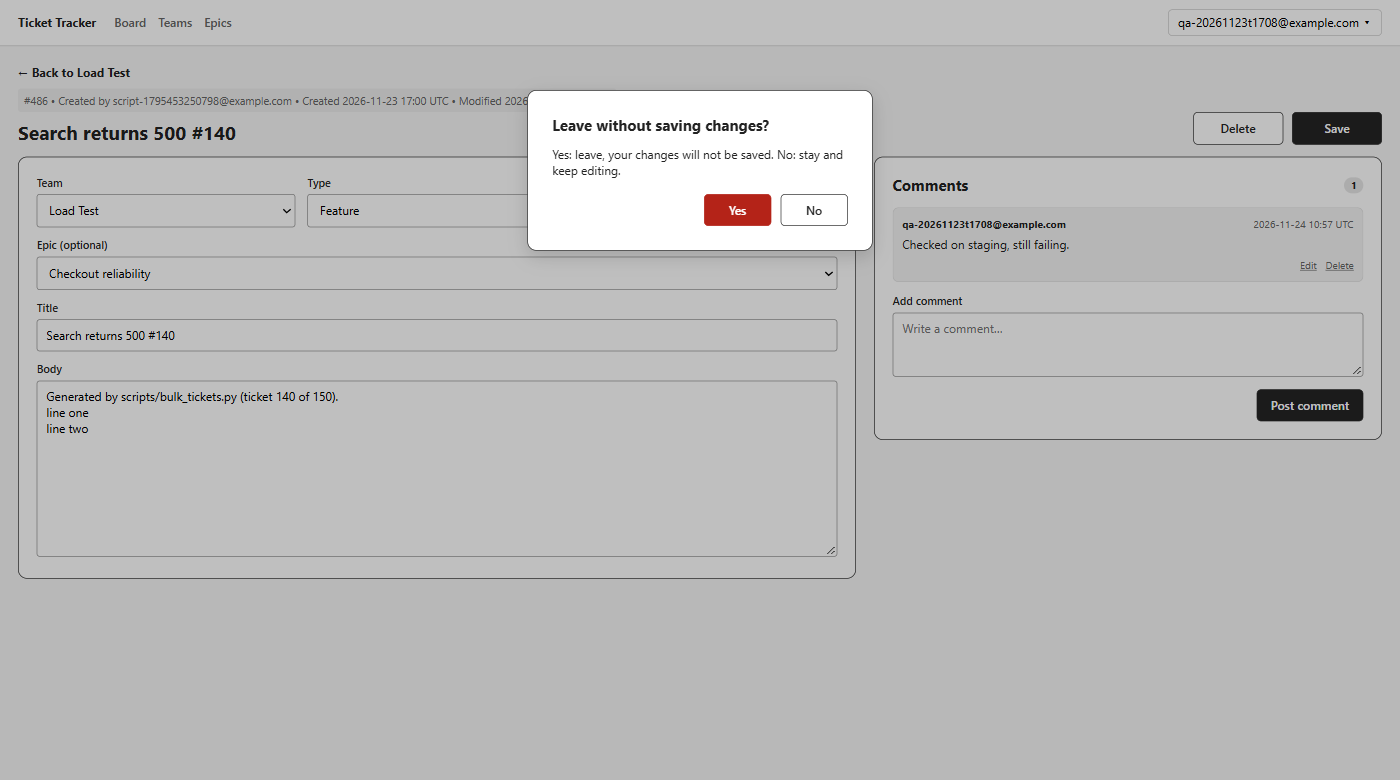 Ticket Tracker Board Teams Epics qa-20261123t1708@example.com ▾
← Back to Load Test
#486 • Created by script-1795453250798@example.com • Created 2026-11-23 17:00 UTC • Modified 2026
Search returns 500 #140
Delete Save
Leave without saving changes?
Yes: leave, your changes will not be saved. No: stay and
keep editing.
Yes No
Team Type
Load Test Feature
Epic (optional)
Checkout reliability
Title
Search returns 500 #140
Body
Generated by scripts/bulk_tickets.py (ticket 140 of 150).
line one
line two
Comments 1
qa-20261123t1708@example.com 2026-11-24 10:57 UTC
Checked on staging, still failing.
Edit Delete
Add comment
Write a comment...
Post comment